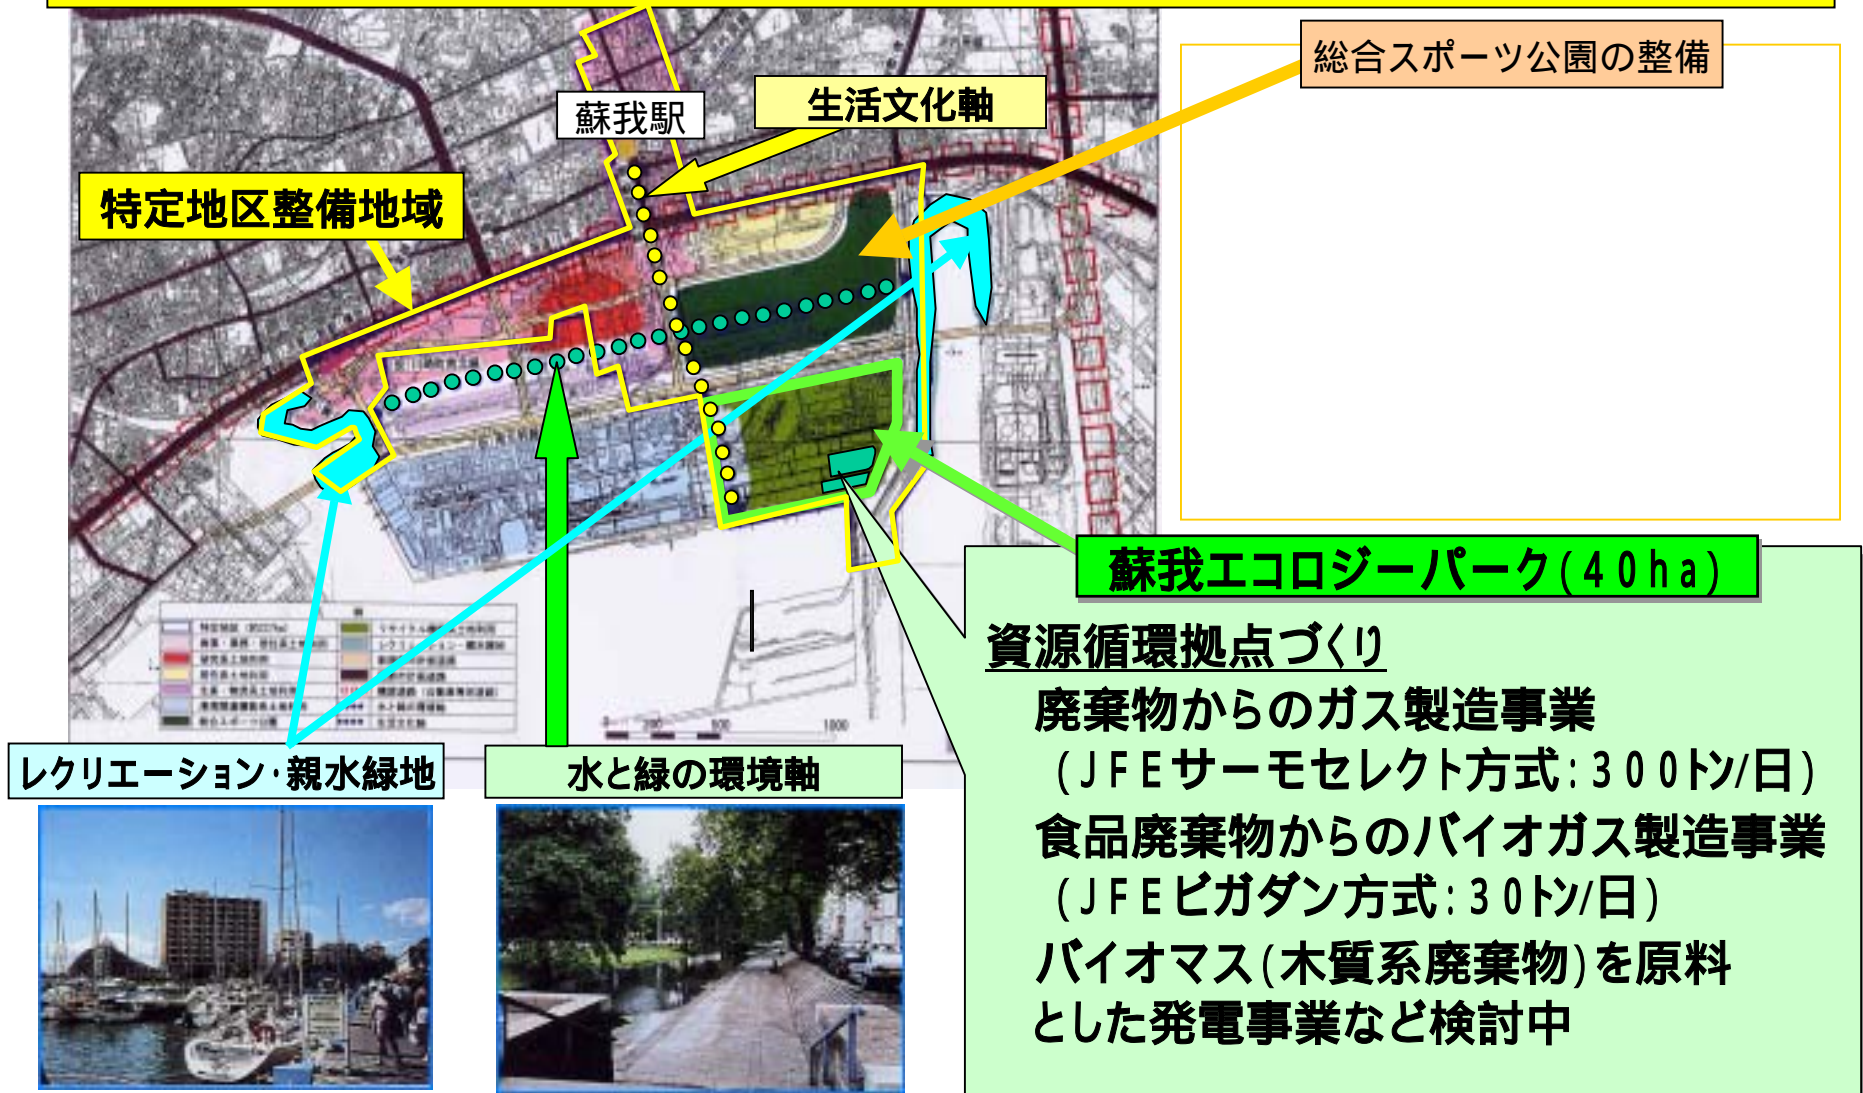 総合スポーツ公園の整備
生活文化軸
蘇我駅
特定地区整備地域
蘇我エコロジーパーク(40ha)
資源循環拠点づくり
廃棄物からのガス製造事業
(JFEサーモセレクト方式:300トン/日)
食品廃棄物からのバイオガス製造事業
(JFEビガダン方式:30トン/日)
バイオマス(木質系廃棄物)を原料
とした発電事業など検討中
0 200 500 1000
レクリエーション・親水緑地
水と緑の環境軸